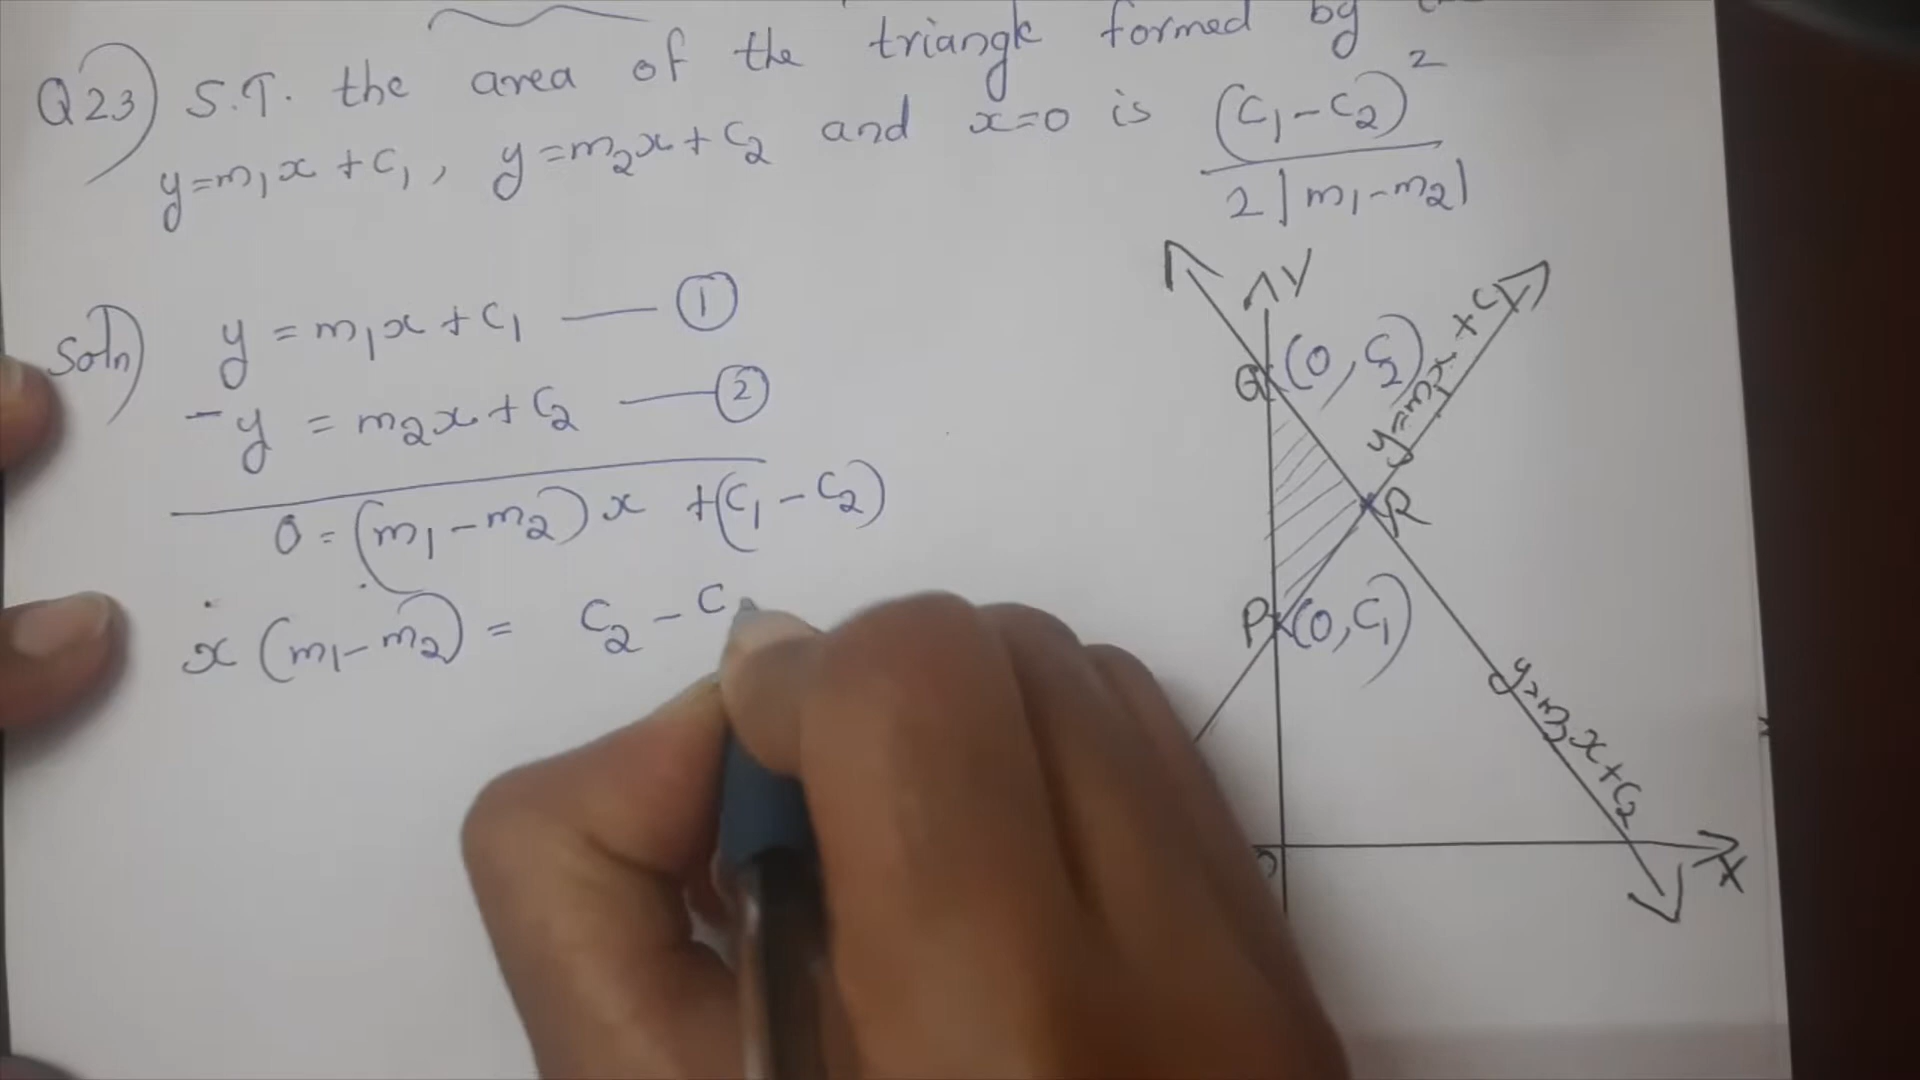 Q23) S.T. the area of the triangle formed by
y=m₁x + c₁, y=m₂x + c₂ and x=0 is (c₁-c₂)² / 2|m₁-m₂|
Soln) y = m₁x + c₁ —— ①
- y = m₂x + c₂ —— ②
0 = (m₁-m₂)x + (c₁-c₂)
x(m₁-m₂) = c₂-c
Y
Q (0, c₂)
y=m₁x + c₁
R
P (0, c₁)
y=m₂x+c₂
O
X